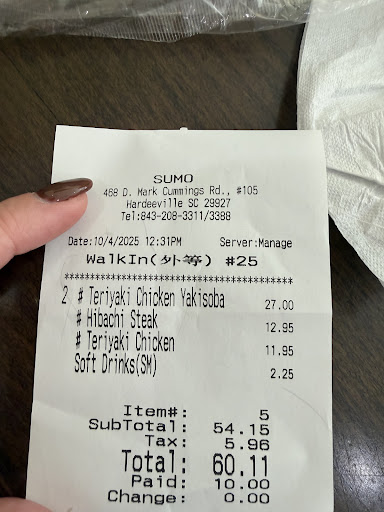 SUMO
468 D. Mark Cummings Rd., #105
Hardeeville SC 29927
Tel:843-208-3311/3388
Date:10/4/2025 12:31PM Server:Manage
WalkIn(外等) #25
****************************************
2 # Teriyaki Chicken Yakisoba 27.00
# Hibachi Steak 12.95
# Teriyaki Chicken 11.95
Soft Drinks(SM) 2.25
Item#: 5
SubTotal: 54.15
Tax: 5.96
Total: 60.11
Paid: 10.00
Change: 0.00